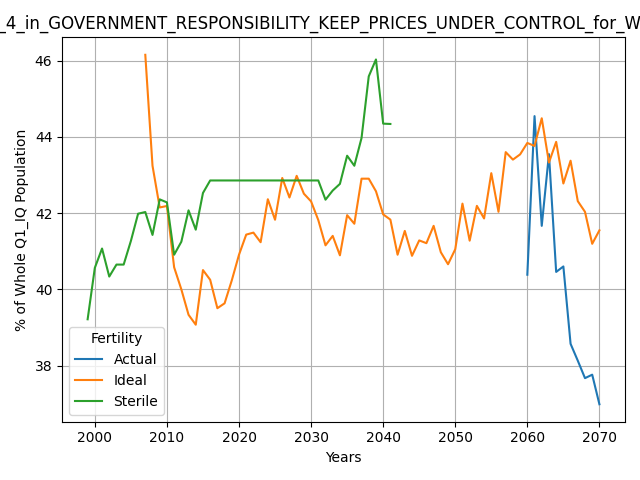 _4_in_GOVERNMENT_RESPONSIBILITY_KEEP_PRICES_UNDER_CONTROL_for_W
46
44
42
40
38
% of Whole Q1_IQ Population
Fertility
Actual
Ideal
Sterile
2000 2010 2020 2030 2040 2050 2060 2070
Years